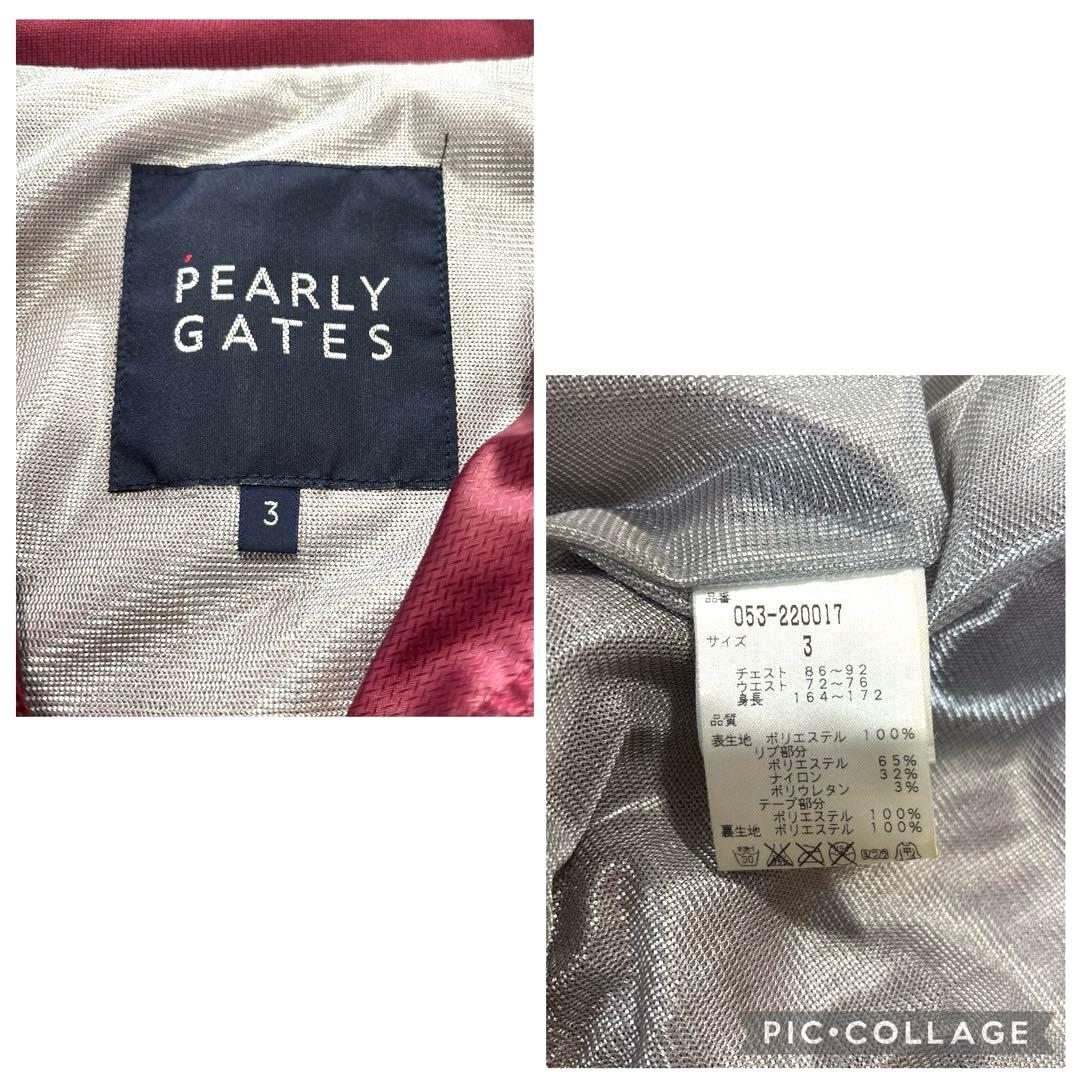 PEARLY
GATES
3
品番
053-220017
サイズ 3
チェスト 86～92
ウエスト 72～76
身長 164～172
品質
表生地 ポリエステル 100%
リブ部分
ポリエステル 65%
ナイロン 32%
ポリウレタン 3%
テープ部分
ポリエステル 100%
裏生地 ポリエステル 100%
PIC•COLLAGE